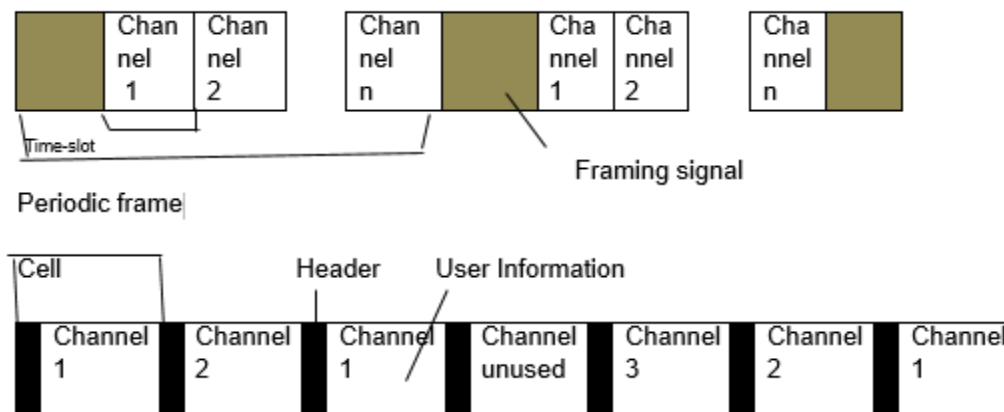 Chan Chan Chan Cha Cha Cha
nel nel nel nnel nnel nnel
1 2 n 1 2 n
Time-slot
Framing signal
Periodic frame
Cell Header User Information
Channel Channel Channel Channel Channel Channel Channel
1 2 1 unused 3 2 1